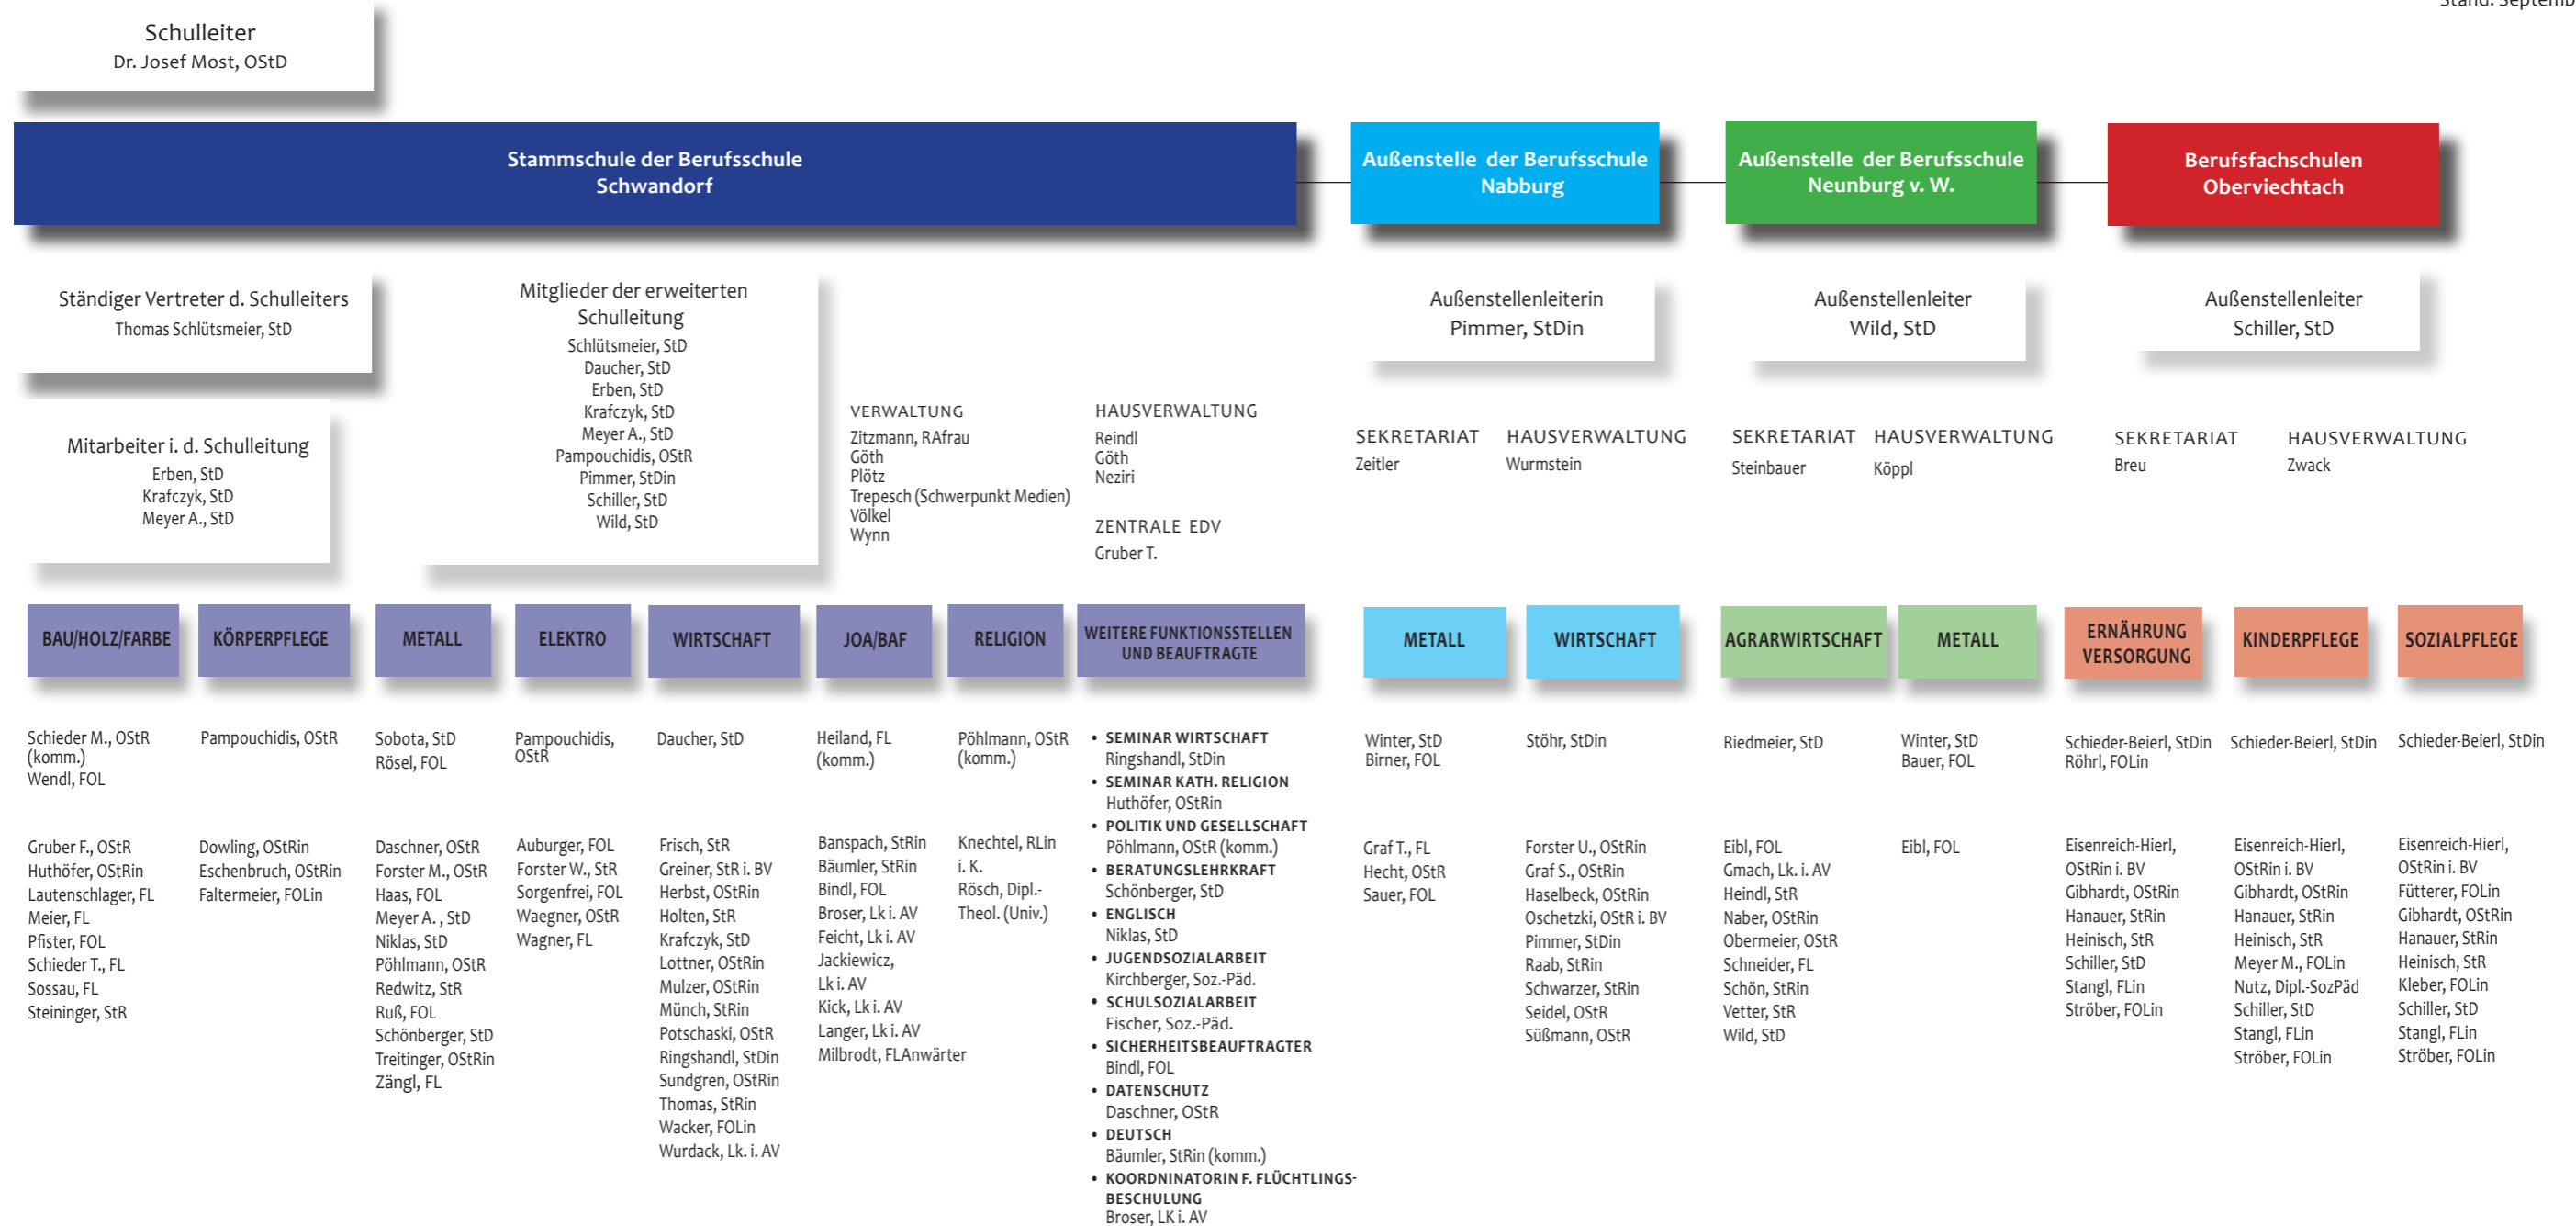 Schulleiter
Dr. Josef Most, OStD
Stammschule der Berufsschule
Schwandorf
Außenstelle der Berufsschule
Nabburg
Außenstelle der Berufsschule
Neunburg v. W.
Berufsfachschulen
Oberviechtach
Ständiger Vertreter d. Schulleiters
Thomas Schlütsmeier, StD
Mitarbeiter i. d. Schulleitung
Erben, StD
Krafczyk, StD
Meyer A., StD
Mitglieder der erweiterten
Schulleitung
Schlütsmeier, StD
Daucher, StD
Erben, StD
Krafczyk, StD
Meyer A., StD
Pampouchidis, OStR
Pimmer, StDin
Schiller, StD
Wild, StD
VERWALTUNG
Zitzmann, RAfrau
Göth
Plötz
Trepesch (Schwerpunkt Medien)
Völkel
Wynn
HAUSVERWALTUNG
Reindl
Göth
Neziri
ZENTRALE EDV
Gruber T.
Außenstellenleiterin
Pimmer, StDin
SEKRETARIAT
Zeitler
HAUSVERWALTUNG
Wurmstein
Außenstellenleiter
Wild, StD
SEKRETARIAT
Steinbauer
HAUSVERWALTUNG
Köppl
Außenstellenleiter
Schiller, StD
SEKRETARIAT
Breu
HAUSVERWALTUNG
Zwack
BAU/HOLZ/FARBE
Schieder M., OStR
(komm.)
Wendl, FOL
Gruber F., OStR
Huthöfer, OStRin
Lautenschlager, FL
Meier, FL
Pfister, FOL
Schieder T., FL
Sossau, FL
Steininger, StR
KÖRPERPFLEGE
Pampouchidis, OStR
Dowling, OStRin
Eschenbruch, OStRin
Faltermeier, FOLin
METALL
Sobota, StD
Rösel, FOL
Daschner, OStR
Forster M., OStR
Haas, FOL
Meyer A. , StD
Niklas, StD
Pöhlmann, OStR
Redwitz, StR
Ruß, FOL
Schönberger, StD
Treitinger, OStRin
Zängl, FL
ELEKTRO
Pampouchidis,
OStR
Auburger, FOL
Forster W., StR
Sorgenfrei, FOL
Waegner, OStR
Wagner, FL
WIRTSCHAFT
Daucher, StD
Frisch, StR
Greiner, StR i. BV
Herbst, OStRin
Holten, StR
Krafczyk, StD
Lottner, OStRin
Mulzer, OStRin
Münch, StRin
Potschaski, OStR
Ringshandl, StDin
Sundgren, OStRin
Thomas, StRin
Wacker, FOLin
Wurdack, Lk. i. AV
JOA/BAF
Heiland, FL
(komm.)
Banspach, StRin
Bäumler, StRin
Bindl, FOL
Broser, Lk i. AV
Feicht, Lk i. AV
Jackiewicz,
Lk i. AV
Kick, Lk i. AV
Langer, Lk i. AV
Milbrodt, FLAnwärter
RELIGION
Pöhlmann, OStR
(komm.)
Knechtel, RLin
i. K.
Rösch, Dipl.-
Theol. (Univ.)
WEITERE FUNKTIONSSTELLEN
UND BEAUFTRAGTE
• SEMINAR WIRTSCHAFT
Ringshandl, StDin
• SEMINAR KATH. RELIGION
Huthöfer, OStRin
• POLITIK UND GESELLSCHAFT
Pöhlmann, OStR (komm.)
• BERATUNGSLEHRKRAFT
Schönberger, StD
• ENGLISCH
Niklas, StD
• JUGENDSOZIALARBEIT
Kirchberger, Soz.-Päd.
• SCHULSOZIALARBEIT
Fischer, Soz.-Päd.
• SICHERHEITSBEAUFTRAGTER
Bindl, FOL
• DATENSCHUTZ
Daschner, OStR
• DEUTSCH
Bäumler, StRin (komm.)
• KOORDNINATORIN F. FLÜCHTLINGS-
BESCHULUNG
Broser, LK i. AV
METALL
Winter, StD
Birner, FOL
Graf T., FL
Hecht, OStR
Sauer, FOL
WIRTSCHAFT
Stöhr, StDin
Forster U., OStRin
Graf S., OStRin
Haselbeck, OStRin
Oschetzki, OStR i. BV
Pimmer, StDin
Raab, StRin
Schwarzer, StRin
Seidel, OStR
Süßmann, OStR
AGRARWIRTSCHAFT
Riedmeier, StD
Eibl, FOL
Gmach, Lk. i. AV
Heindl, StR
Naber, OStRin
Obermeier, OStR
Schneider, FL
Schön, StRin
Vetter, StR
Wild, StD
METALL
Winter, StD
Bauer, FOL
Eibl, FOL
ERNÄHRUNG
VERSORGUNG
Schieder-Beierl, StDin
Röhrl, FOLin
Eisenreich-Hierl,
OStRin i. BV
Gibhardt, OStRin
Hanauer, StRin
Heinisch, StR
Schiller, StD
Stangl, FLin
Ströber, FOLin
KINDERPFLEGE
Schieder-Beierl, StDin
Eisenreich-Hierl,
OStRin i. BV
Gibhardt, OStRin
Hanauer, StRin
Heinisch, StR
Meyer M., FOLin
Nutz, Dipl.-SozPäd
Schiller, StD
Stangl, FLin
Ströber, FOLin
SOZIALPFLEGE
Schieder-Beierl, StDin
Eisenreich-Hierl,
OStRin i. BV
Fütterer, FOLin
Gibhardt, OStRin
Hanauer, StRin
Heinisch, StR
Kleber, FOLin
Schiller, StD
Stangl, FLin
Ströber, FOLin